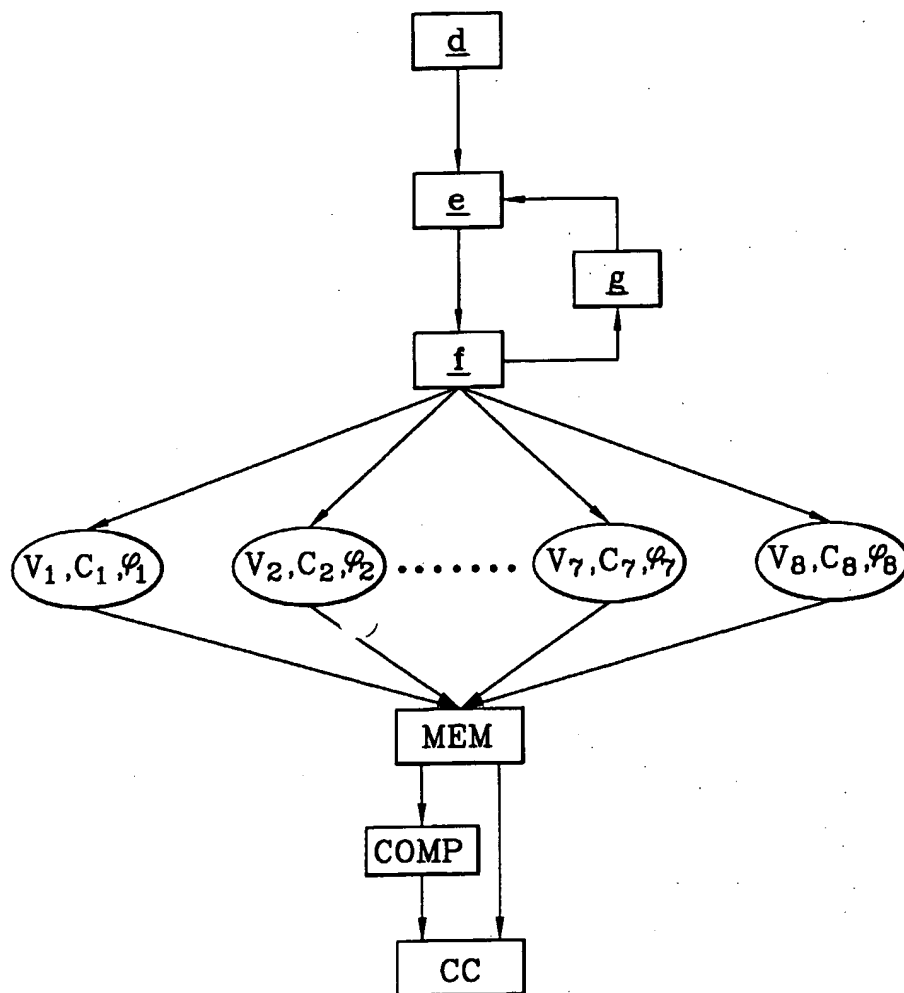 d
e
g
f
V₁,C₁,φ₁ V₂,C₂,φ₂ ....... V₇,C₇,φ₇ V₈,C₈,φ₈
MEM
COMP
CC